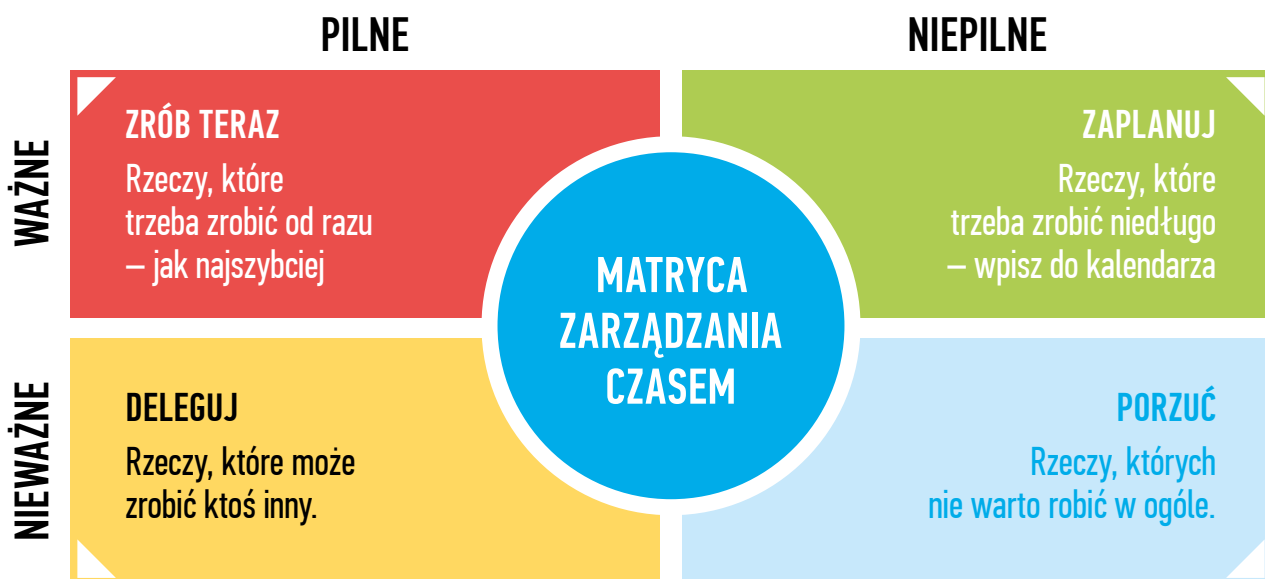 PILNE
NIEPILNE
WAŻNE
ZRÓB TERAZ
Rzeczy, które
trzeba zrobić od razu
– jak najszybciej
ZAPLANUJ
Rzeczy, które
trzeba zrobić niedługo
– wpisz do kalendarza
MATRYCA
ZARZĄDZANIA
CZASEM
NIEWAŻNE
DELEGUJ
Rzeczy, które może
zrobić ktoś inny.
PORZUĆ
Rzeczy, których
nie warto robić w ogóle.